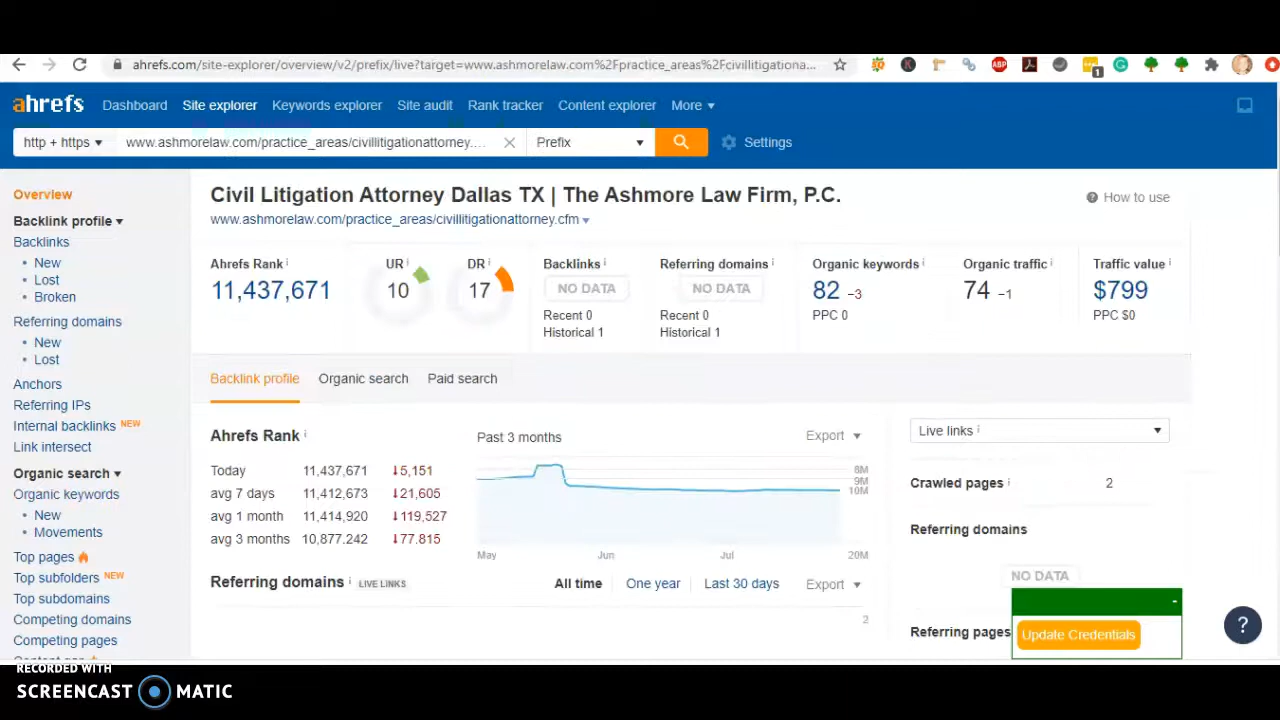 ahrefs.com/site-explorer/overview/v2/prefix/live?target=www.ashmorelaw.com%2Fpractice_areas%2Fcivillitigationa...
ABP
1
ahrefs
Dashboard
Site explorer
Keywords explorer
Site audit
Rank tracker
Content explorer
More
http + https
www.ashmorelaw.com/practice_areas/civillitigationattorney....
Prefix
Settings
Overview
Backlink profile
Backlinks
New
Lost
Broken
Referring domains
New
Lost
Anchors
Referring IPs
Internal backlinks NEW
Link intersect
Organic search
Organic keywords
New
Movements
Top pages
Top subfolders NEW
Top subdomains
Competing domains
Competing pages
Civil Litigation Attorney Dallas TX | The Ashmore Law Firm, P.C.
How to use
www.ashmorelaw.com/practice_areas/civillitigationattorney.cfm
Ahrefs Rank
11,437,671
UR
10
DR
17
Backlinks
NO DATA
Recent 0
Historical 1
Referring domains
NO DATA
Recent 0
Historical 1
Organic keywords
82 –3
PPC 0
Organic traffic
74 –1
Traffic value
$799
PPC $0
Backlink profile
Organic search
Paid search
Ahrefs Rank
Past 3 months
Export
Today 11,437,671 ↓5,151
avg 7 days 11,412,673 ↓21,605
avg 1 month 11,414,920 ↓119,527
avg 3 months 10,877,242 ↓77,815
8M
9M
10M
20M
May Jun Jul
Referring domains LIVE LINKS
All time
One year
Last 30 days
Export
2
Live links
Crawled pages 2
Referring domains
NO DATA
Referring pages
-
Update Credentials
?
RECORDED WITH
SCREENCAST MATIC